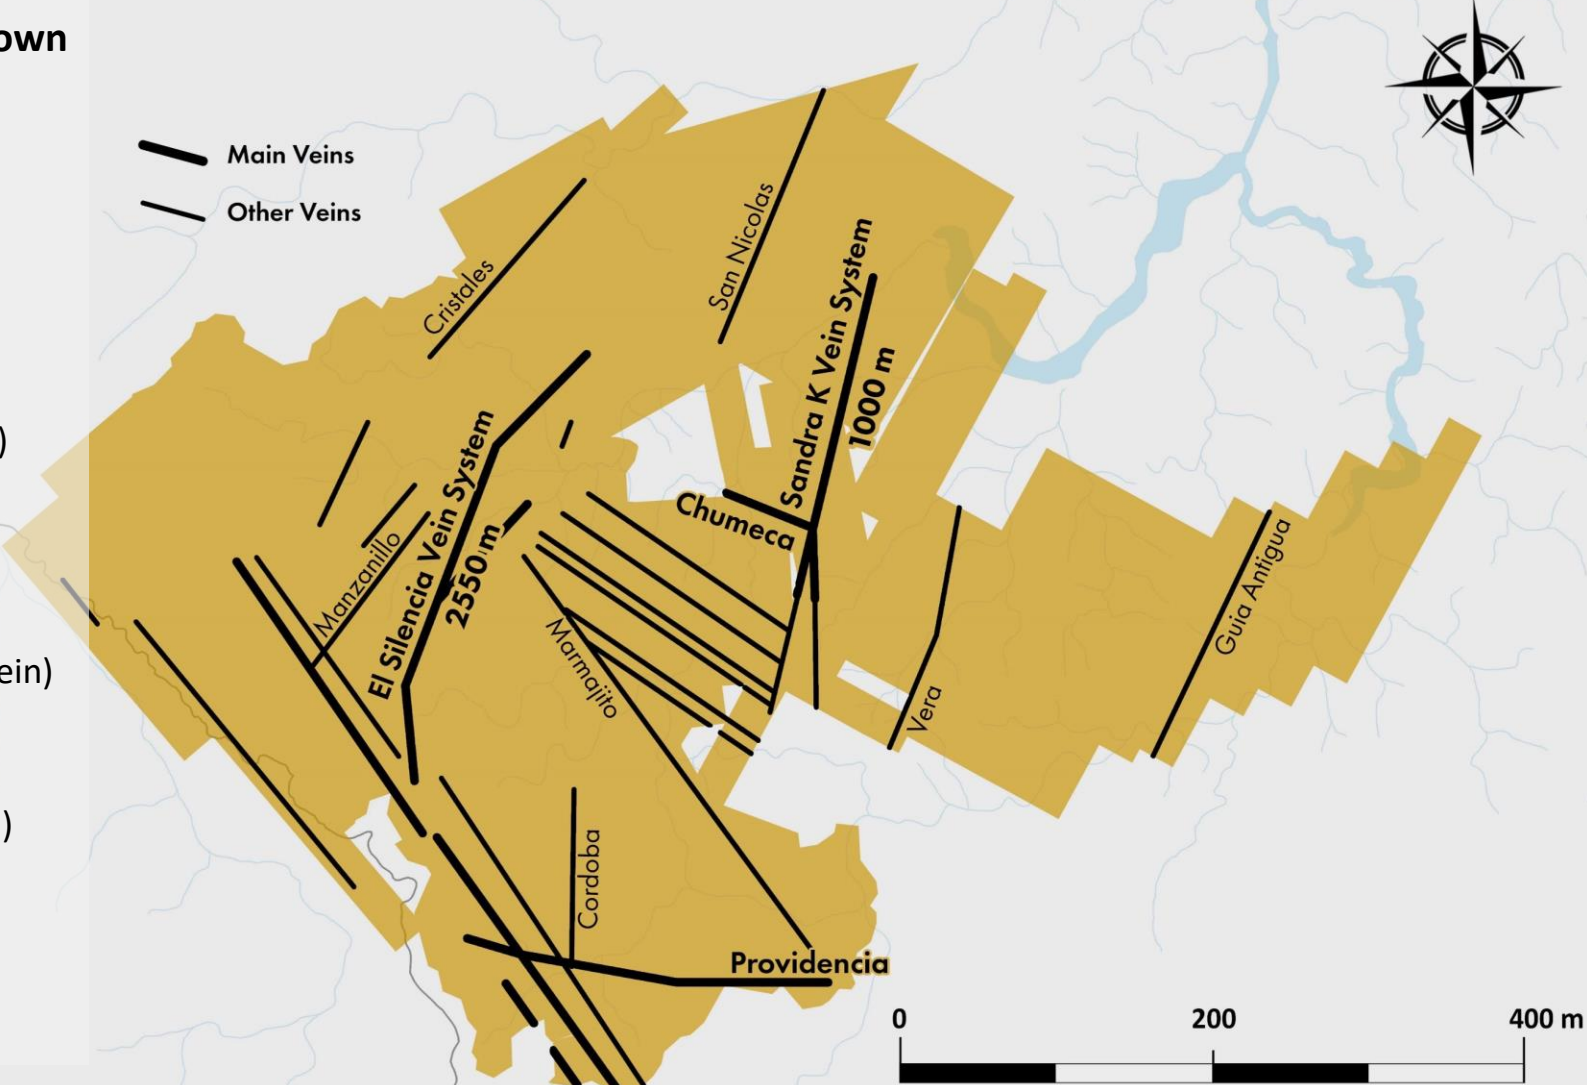 own
Main Veins
Other Veins
San Nicolas
Cristales
Sandra K Vein System
1000 m
)
El Silencia Vein System
2550 m
Chumeca
Manzanillo
Guia Antigua
Marmajito
ein)
Vera
)
Cordoba
Providencia
0 200 400 m